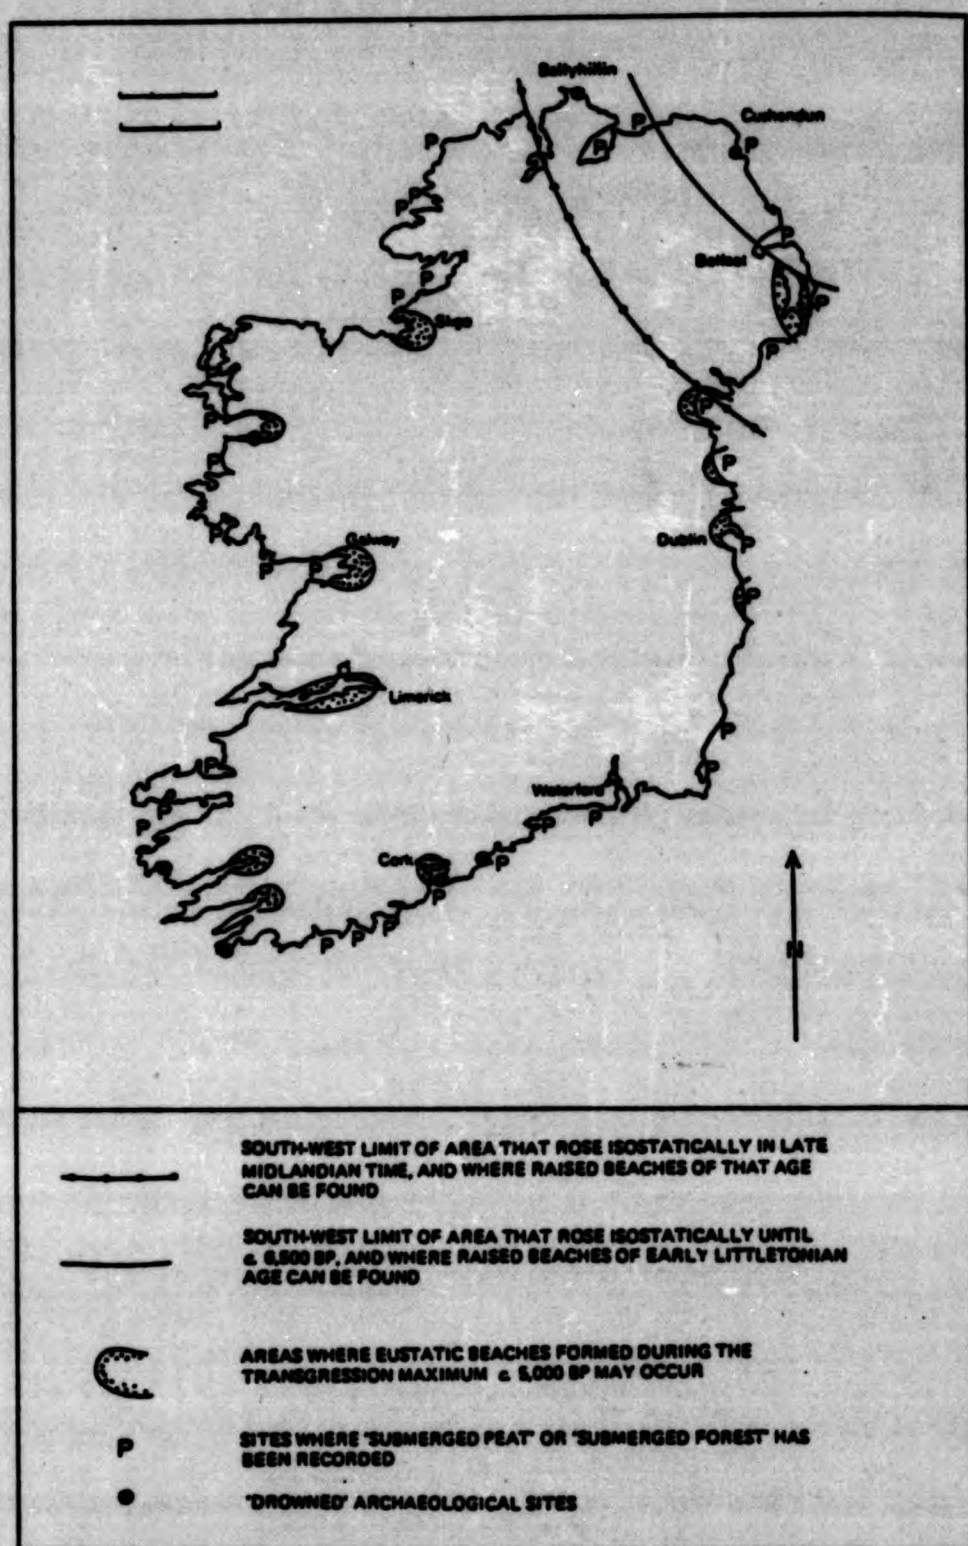 Ballyhillin
Cushendun
P
P
P
P
P
P
P
P
Belfast
P
P
P
Sligo
P
P
P
P
P
P
Galway
Dublin
P
P
P
P
P
Limerick
P
P
P
Waterford
P
P
P
P
Cork
P
P
P
P
P
N
SOUTH-WEST LIMIT OF AREA THAT ROSE ISOSTATICALLY IN LATE
MIDLANDIAN TIME, AND WHERE RAISED BEACHES OF THAT AGE
CAN BE FOUND
SOUTH-WEST LIMIT OF AREA THAT ROSE ISOSTATICALLY UNTIL
c. 6,500 BP, AND WHERE RAISED BEACHES OF EARLY LITTLETONIAN
AGE CAN BE FOUND
AREAS WHERE EUSTATIC BEACHES FORMED DURING THE
TRANSGRESSION MAXIMUM c. 5,000 BP MAY OCCUR
P
SITES WHERE 'SUBMERGED PEAT' OR 'SUBMERGED FOREST' HAS
BEEN RECORDED
'DROWNED' ARCHAEOLOGICAL SITES